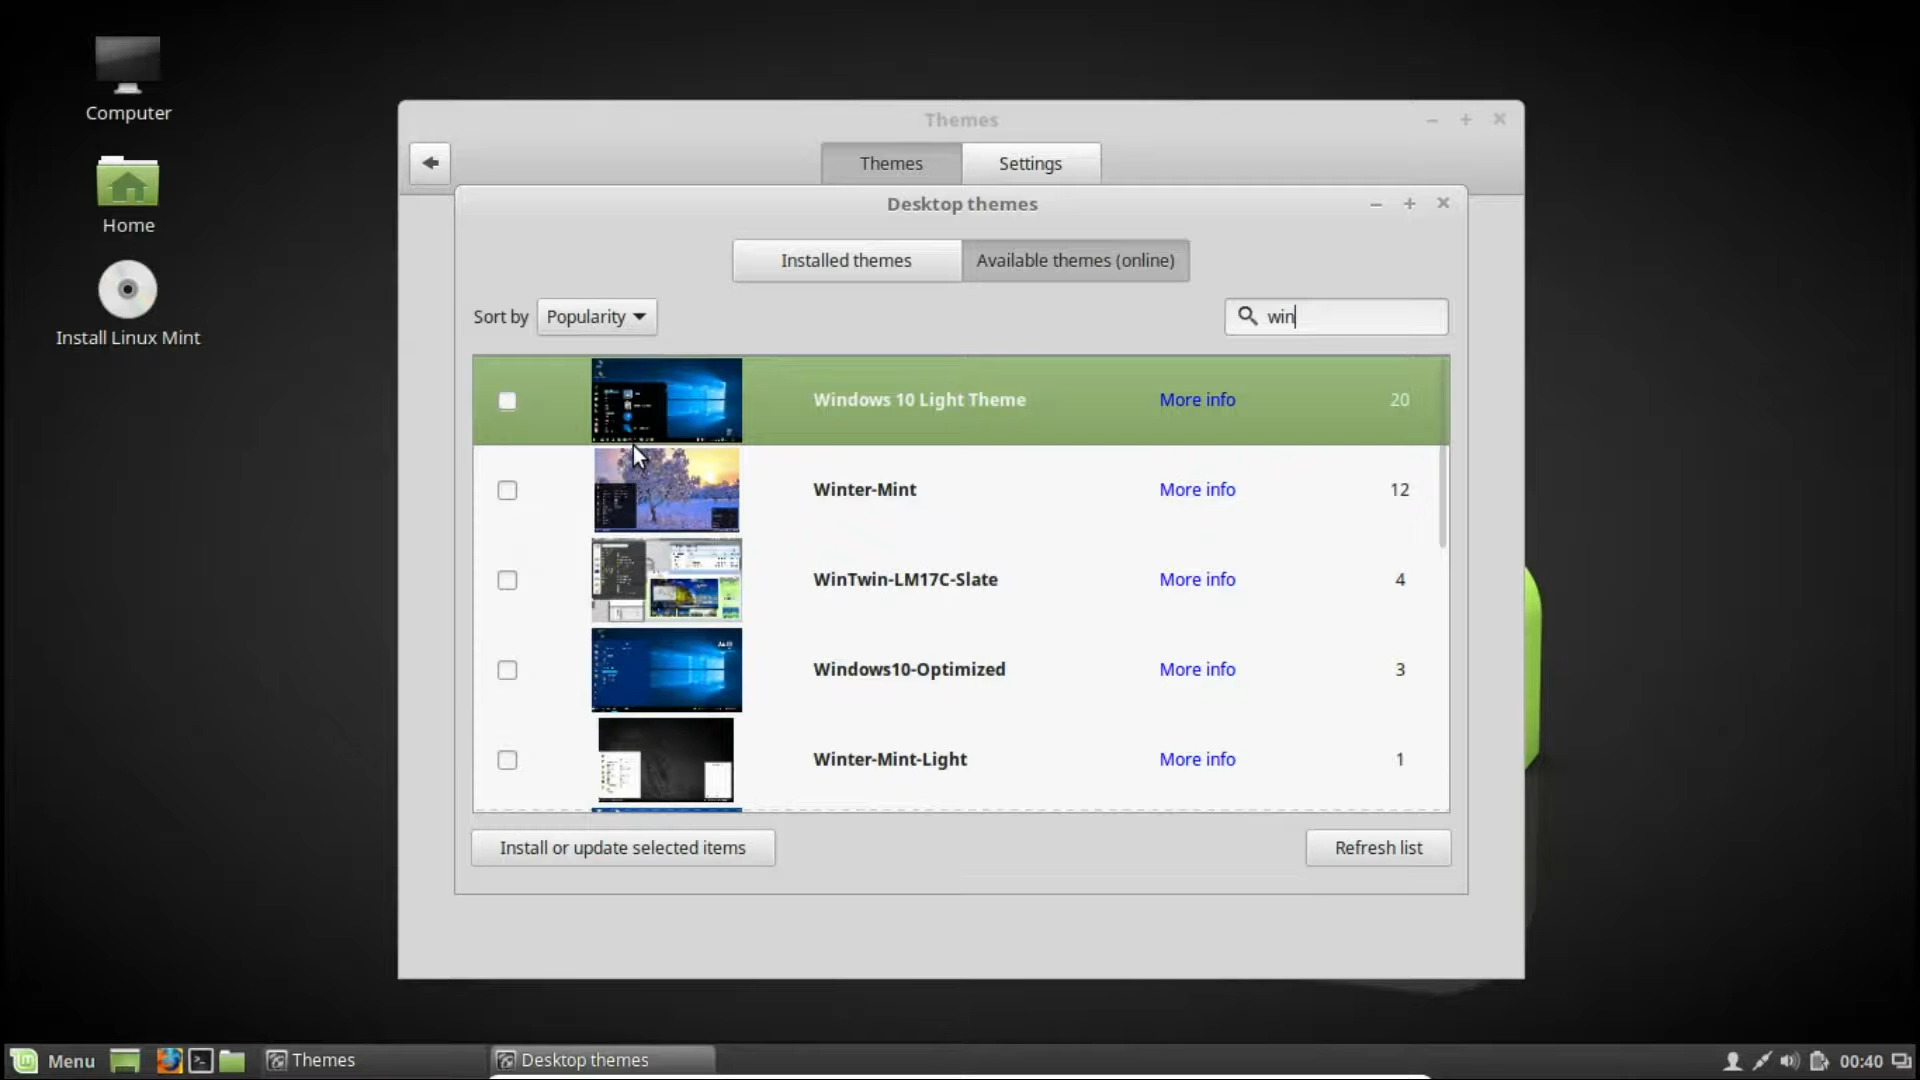 Computer
Home
Install Linux Mint
Themes
Themes
Settings
Desktop themes
Installed themes
Available themes (online)
Sort by
Popularity
win
Windows 10 Light Theme
More info
20
Winter-Mint
More info
12
WinTwin-LM17C-Slate
More info
4
Windows10-Optimized
More info
3
Winter-Mint-Light
More info
1
Install or update selected items
Refresh list
Menu
Themes
Desktop themes
00:40